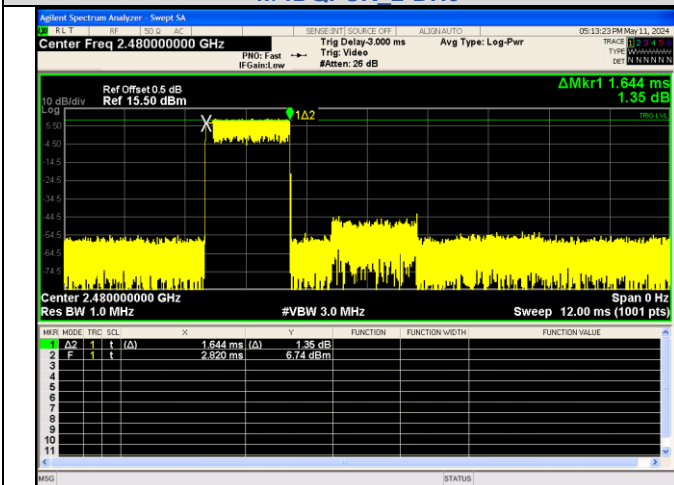 Agilent Spectrum Analyzer - Swept SA
R L T RF 50 Ω AC SENSE:INT SOURCE OFF ALIGN AUTO 05:13:23 PM May 11, 2024
Center Freq 2.480000000 GHz
PNO: Fast
IFGain:Low
Trig Delay-3.000 ms
Trig: Video
#Atten: 26 dB
Avg Type: Log-Pwr
TRACE 1 2 3 4 5 6
TYPE
DET N N N N N N
Ref Offset 0.5 dB
Ref 15.50 dBm
10 dB/div
Log
ΔMkr1 1.644 ms
1.35 dB
1Δ2
TRIG LVL
5.50
-4.50
-14.5
-24.5
-34.5
-44.5
-54.5
-64.5
-74.5
Center 2.480000000 GHz
Res BW 1.0 MHz
#VBW 3.0 MHz
Span 0 Hz
Sweep 12.00 ms (1001 pts)
MKR MODE TRC SCL X Y FUNCTION FUNCTION WIDTH FUNCTION VALUE
1 Δ2 1 t (Δ) 1.644 ms (Δ) 1.35 dB
2 F 1 t 2.820 ms 6.74 dBm
3
4
5
6
7
8
9
10
11
MSG STATUS